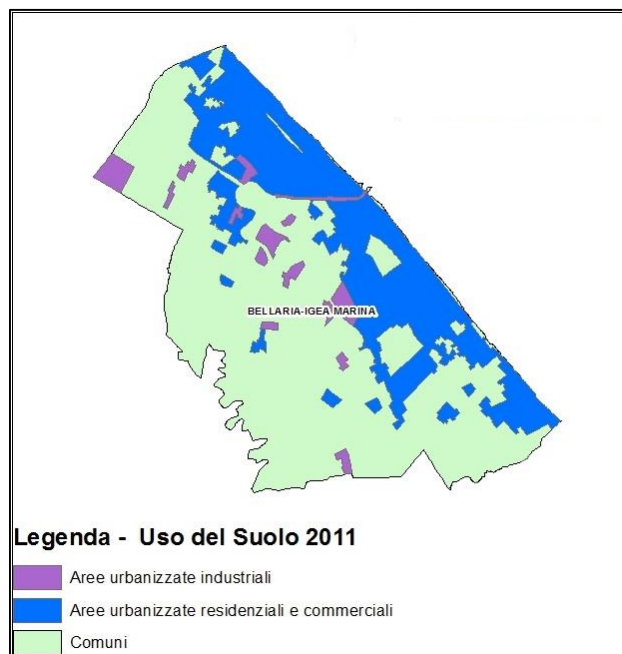 BELLARIA-IGEA MARINA
Legenda - Uso del Suolo 2011
Aree urbanizzate industriali
Aree urbanizzate residenziali e commerciali
Comuni